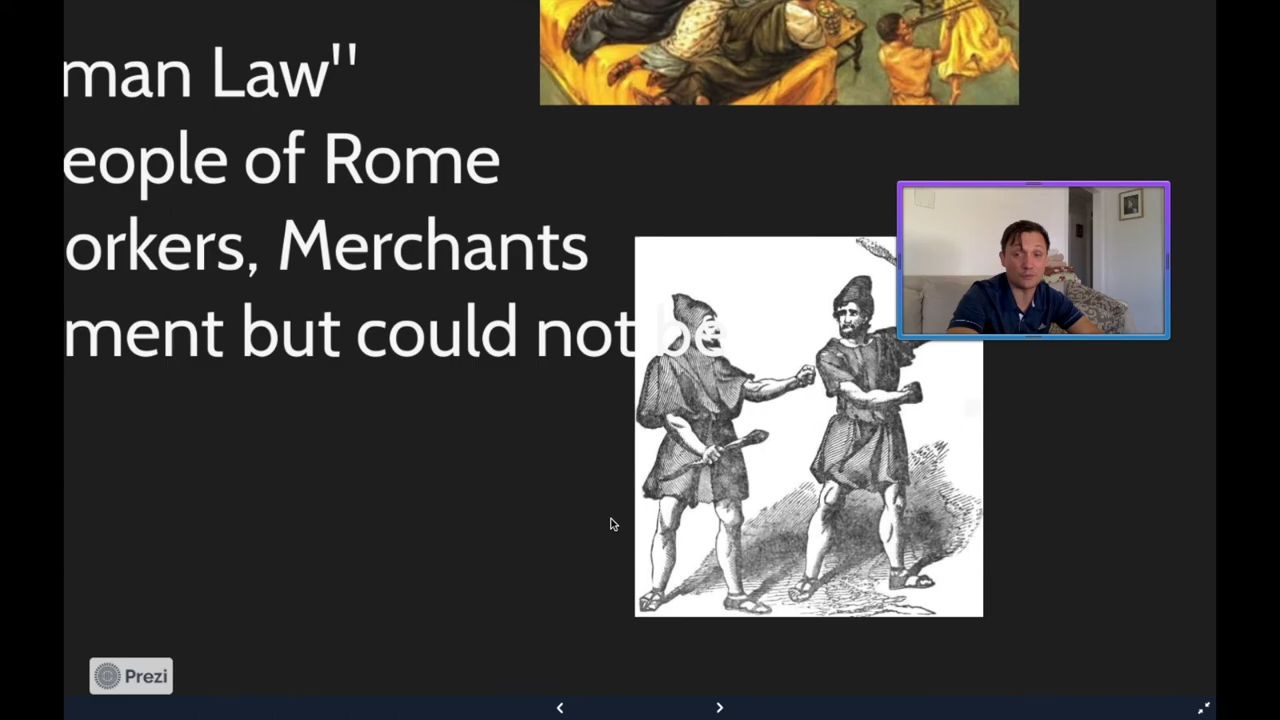 man Law"
eople of Rome
orkers, Merchants
ment but could not be
Prezi